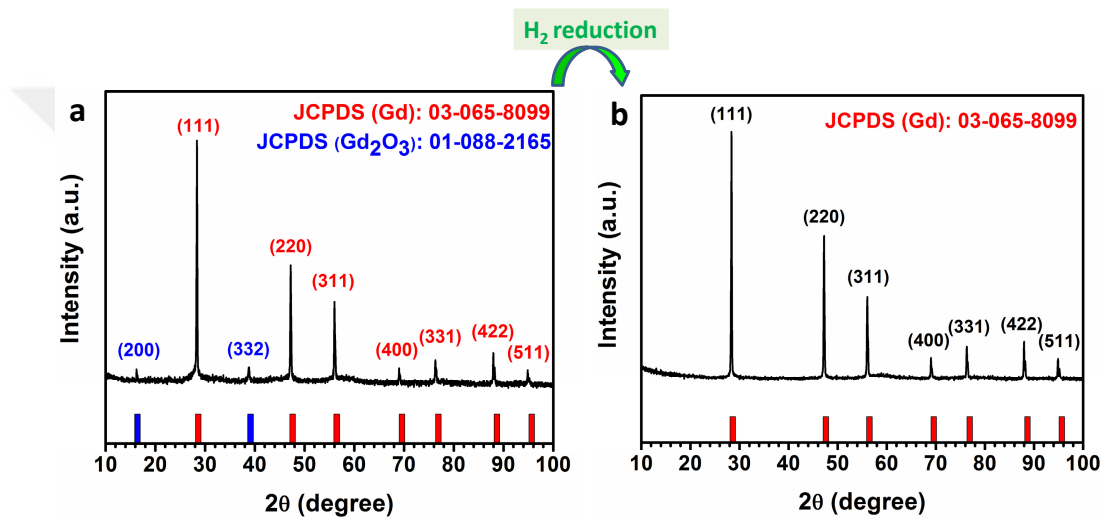 H₂ reduction
a
JCPDS (Gd): 03-065-8099
JCPDS (Gd₂O₃): 01-088-2165
(111)
(220)
(311)
(200)
(332)
(400)
(331)
(422)
(511)
Intensity (a.u.)
10 20 30 40 50 60 70 80 90 100
2θ (degree)
b
JCPDS (Gd): 03-065-8099
(111)
(220)
(311)
(400)
(331)
(422)
(511)
Intensity (a.u.)
10 20 30 40 50 60 70 80 90 100
2θ (degree)